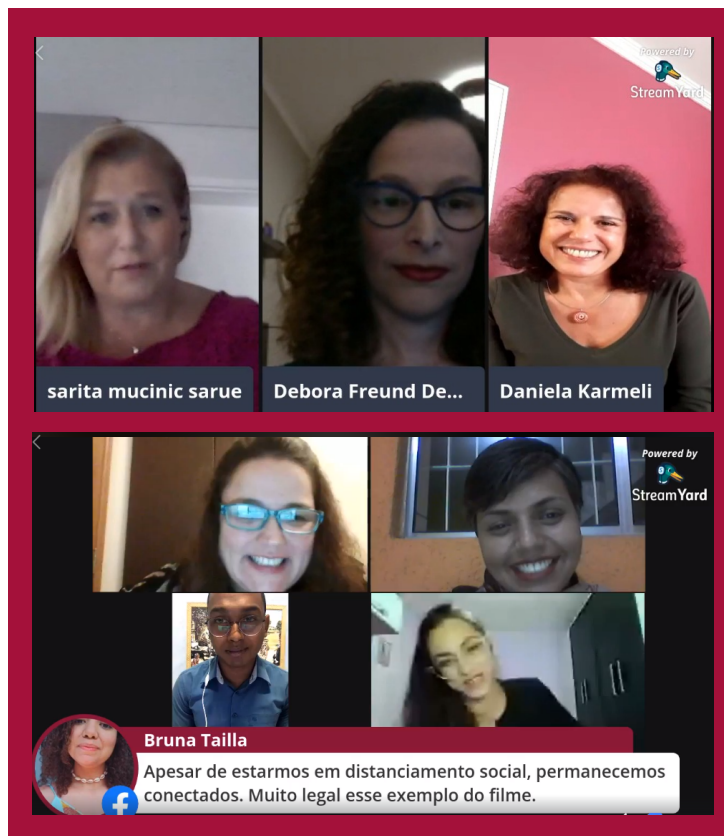 Powered by
StreamYard
sarita mucinic sarue
Debora Freund De...
Daniela Karmeli
Powered by
StreamYard
Bruna Tailla
Apesar de estarmos em distanciamento social, permanecemos
conectados. Muito legal esse exemplo do filme.